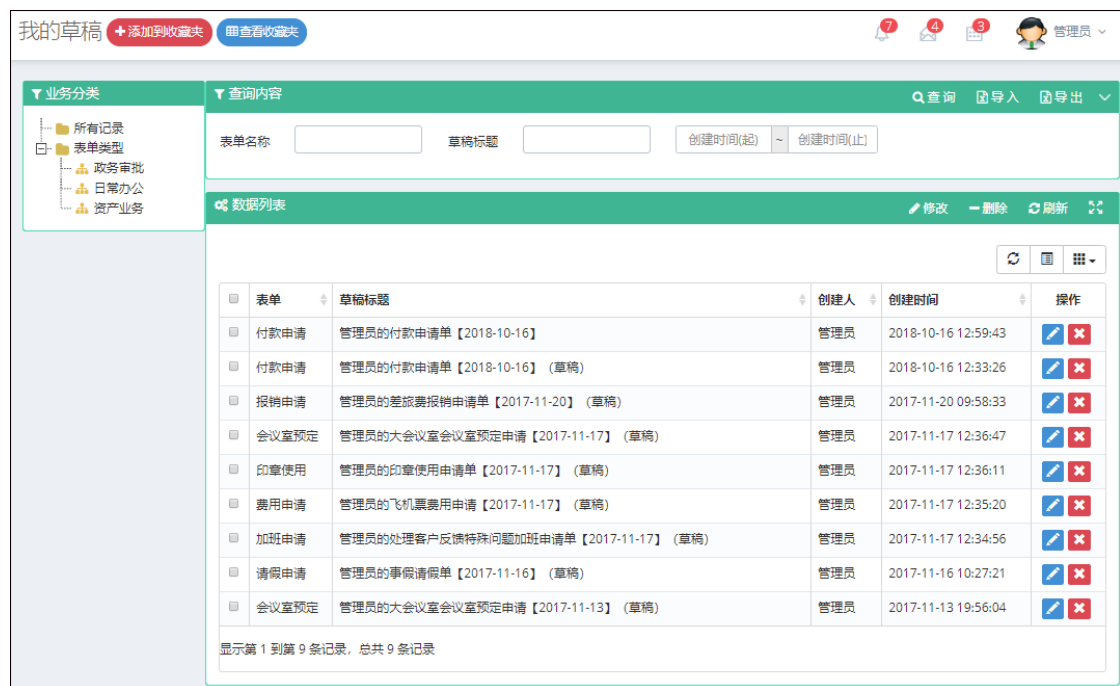 我的草稿 添加到收藏夹 查看收藏夹 7 4 3 管理员
业务分类
所有记录
表单类型
政务审批
日常办公
资产业务
查询内容 查询 导入 导出
表单名称 草稿标题 创建时间(起) ~ 创建时间(止)
数据列表 修改 删除 刷新
表单 草稿标题 创建人 创建时间 操作
付款申请 管理员的付款申请单【2018-10-16】 管理员 2018-10-16 12:59:43
付款申请 管理员的付款申请单【2018-10-16】（草稿） 管理员 2018-10-16 12:33:26
报销申请 管理员的差旅费报销申请单【2017-11-20】（草稿） 管理员 2017-11-20 09:58:33
会议室预定 管理员的大会议室会议室预定申请【2017-11-17】（草稿） 管理员 2017-11-17 12:36:47
印章使用 管理员的印章使用申请单【2017-11-17】（草稿） 管理员 2017-11-17 12:36:11
费用申请 管理员的飞机票费用申请【2017-11-17】（草稿） 管理员 2017-11-17 12:35:20
加班申请 管理员的处理客户反馈特殊问题加班申请单【2017-11-17】（草稿） 管理员 2017-11-17 12:34:56
请假申请 管理员的事假请假单【2017-11-16】（草稿） 管理员 2017-11-16 10:27:21
会议室预定 管理员的大会议室会议室预定申请【2017-11-13】（草稿） 管理员 2017-11-13 19:56:04
显示第 1 到第 9 条记录，总共 9 条记录